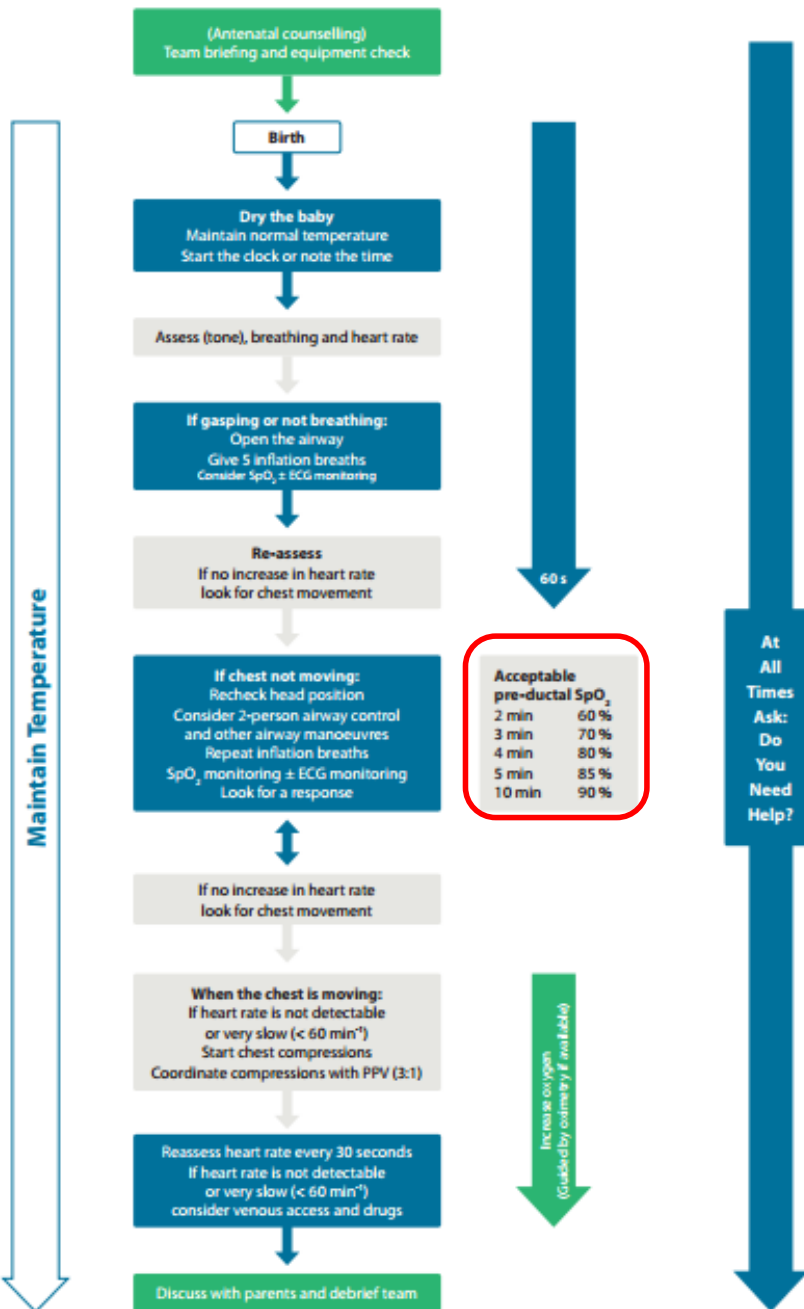 (Antenatal counselling)
Team briefing and equipment check
Birth
Dry the baby
Maintain normal temperature
Start the clock or note the time
Assess (tone), breathing and heart rate
If gasping or not breathing:
Open the airway
Give 5 inflation breaths
Consider SpO₂ ± ECG monitoring
Re-assess
If no increase in heart rate
look for chest movement
If chest not moving:
Recheck head position
Consider 2-person airway control
and other airway manoeuvres
Repeat inflation breaths
SpO₂ monitoring ± ECG monitoring
Look for a response
If no increase in heart rate
look for chest movement
When the chest is moving:
If heart rate is not detectable
or very slow (< 60 min⁻¹)
Start chest compressions
Coordinate compressions with PPV (3:1)
Reassess heart rate every 30 seconds
If heart rate is not detectable
or very slow (< 60 min⁻¹)
consider venous access and drugs
Discuss with parents and debrief team
Maintain Temperature
60 s
Acceptable
pre-ductal SpO₂
2 min 60 %
3 min 70 %
4 min 80 %
5 min 85 %
10 min 90 %
Increase oxygen
(Guided by oximetry if available)
At
All
Times
Ask:
Do
You
Need
Help?